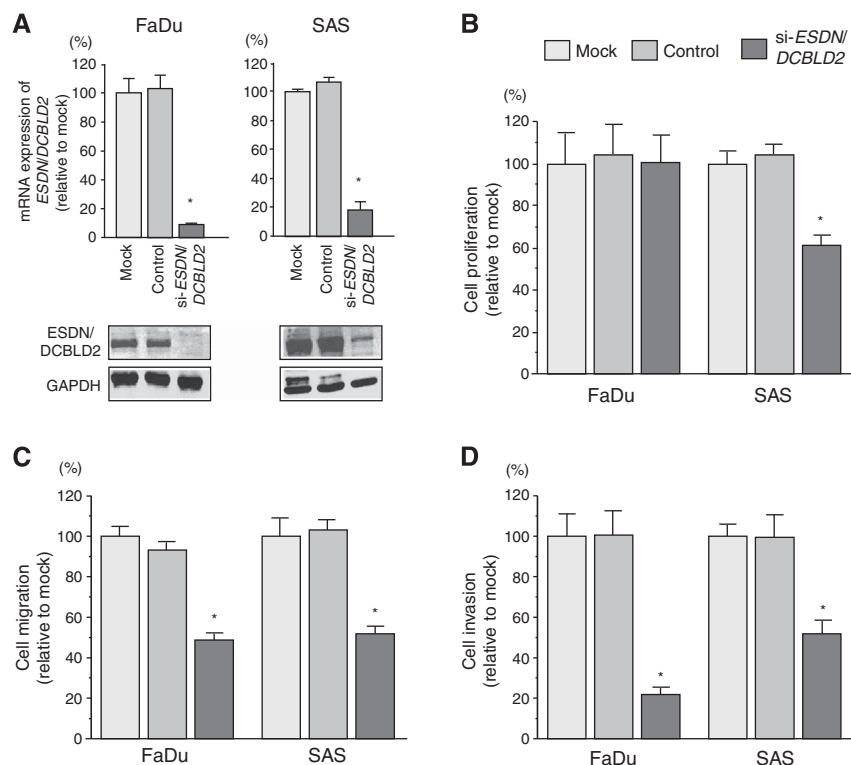 A
FaDu
SAS
(%)
(%)
mRNA expression of
ESDN/DCBLD2
(relative to mock)
120
100
80
60
40
20
0
120
100
80
60
40
20
0
*
*
Mock
Control
si-ESDN/
DCBLD2
Mock
Control
si-ESDN/
DCBLD2
ESDN/
DCBLD2
GAPDH
B
Mock
Control
si-ESDN/
DCBLD2
(%)
Cell proliferation
(relative to mock)
120
100
80
60
40
20
0
*
FaDu
SAS
C
(%)
Cell migration
(relative to mock)
120
100
80
60
40
20
0
*
*
FaDu
SAS
D
(%)
Cell invasion
(relative to mock)
120
100
80
60
40
20
0
*
*
FaDu
SAS